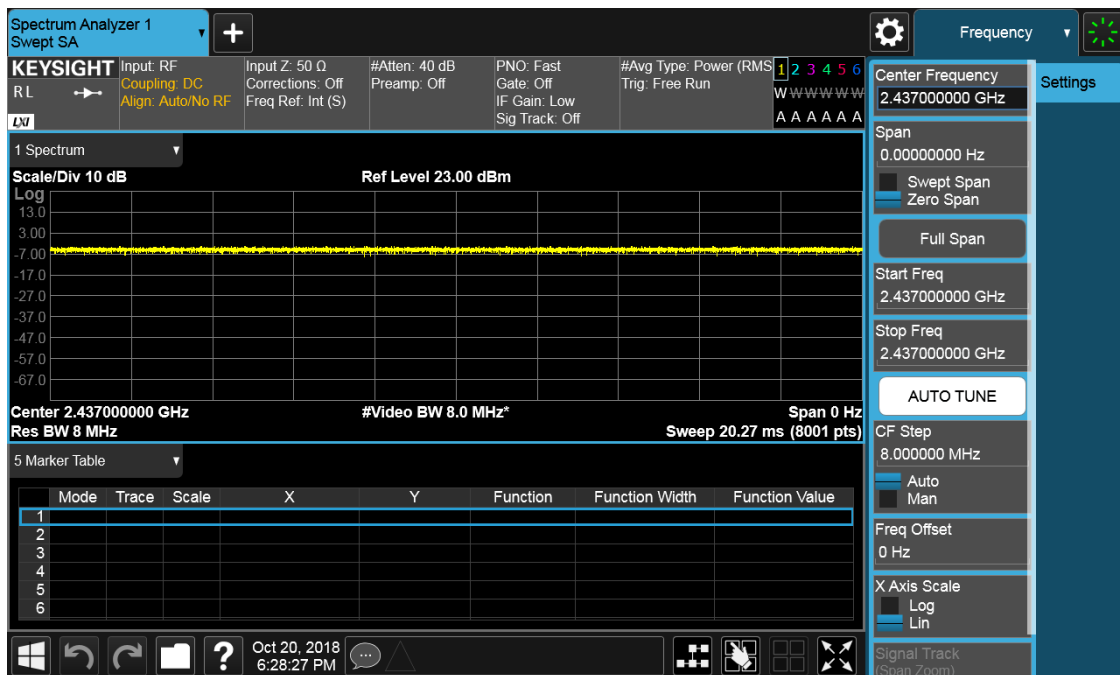 Spectrum Analyzer 1
Swept SA
Frequency
KEYSIGHT
R L
LXI
Input: RF
Coupling: DC
Align: Auto/No RF
Input Z: 50 Ω
Corrections: Off
Freq Ref: Int (S)
#Atten: 40 dB
Preamp: Off
PNO: Fast
Gate: Off
IF Gain: Low
Sig Track: Off
#Avg Type: Power (RMS
Trig: Free Run
1 2 3 4 5 6
W W W W W W
A A A A A A
1 Spectrum
Scale/Div 10 dB
Ref Level 23.00 dBm
Log
13.0
3.00
-7.00
-17.0
-27.0
-37.0
-47.0
-57.0
-67.0
Center 2.437000000 GHz
#Video BW 8.0 MHz*
Span 0 Hz
Res BW 8 MHz
Sweep 20.27 ms (8001 pts)
5 Marker Table
Mode Trace Scale X Y Function Function Width Function Value
1
2
3
4
5
6
Oct 20, 2018
6:28:27 PM
Center Frequency
2.437000000 GHz
Span
0.00000000 Hz
Swept Span
Zero Span
Full Span
Start Freq
2.437000000 GHz
Stop Freq
2.437000000 GHz
AUTO TUNE
CF Step
8.000000 MHz
Auto
Man
Freq Offset
0 Hz
X Axis Scale
Log
Lin
Signal Track
(Span Zoom)
Settings